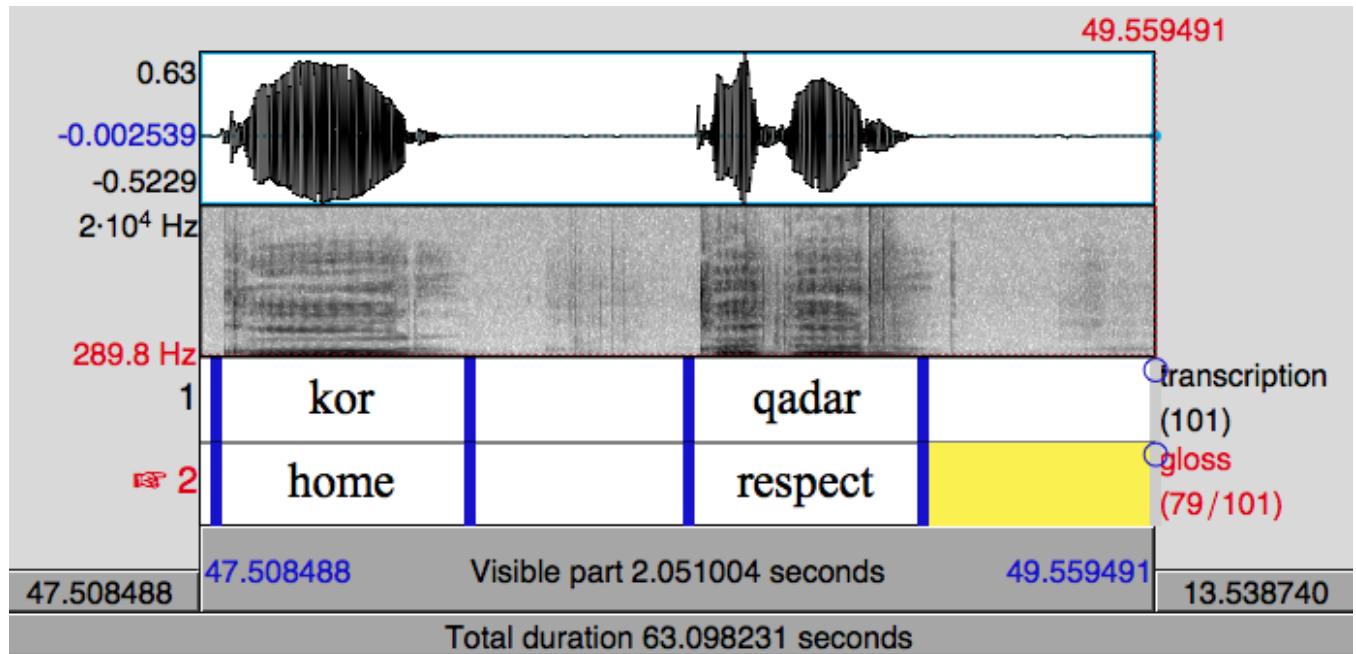 49.559491
0.63
-0.002539
-0.5229
2·10⁴ Hz
289.8 Hz
1 kor qadar transcription
(101)
☞ 2 home respect gloss
(79/101)
47.508488 Visible part 2.051004 seconds 49.559491
47.508488 13.538740
Total duration 63.098231 seconds